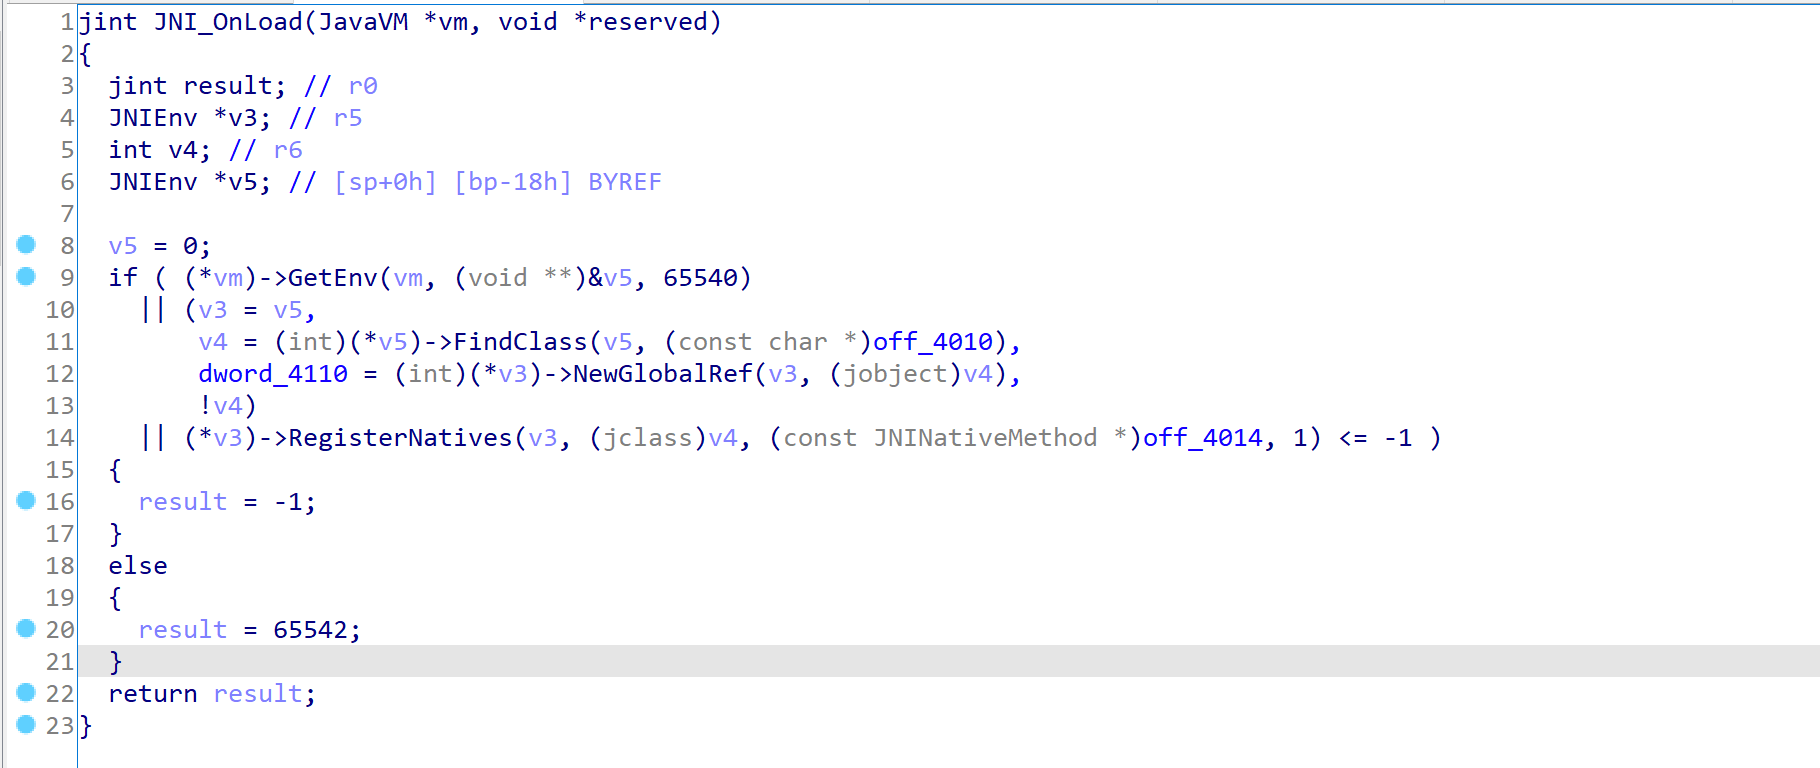 1 jint JNI_OnLoad(JavaVM *vm, void *reserved)
2 {
3   jint result; // r0
4   JNIEnv *v3; // r5
5   int v4; // r6
6   JNIEnv *v5; // [sp+0h] [bp-18h] BYREF
7
8   v5 = 0;
9   if ( (*vm)->GetEnv(vm, (void **)&v5, 65540)
10     || (v3 = v5,
11         v4 = (int)(*v5)->FindClass(v5, (const char *)off_4010),
12         dword_4110 = (int)(*v3)->NewGlobalRef(v3, (jobject)v4),
13         !v4)
14     || (*v3)->RegisterNatives(v3, (jclass)v4, (const JNINativeMethod *)off_4014, 1) <= -1 )
15   {
16     result = -1;
17   }
18   else
19   {
20     result = 65542;
21   }
22   return result;
23 }